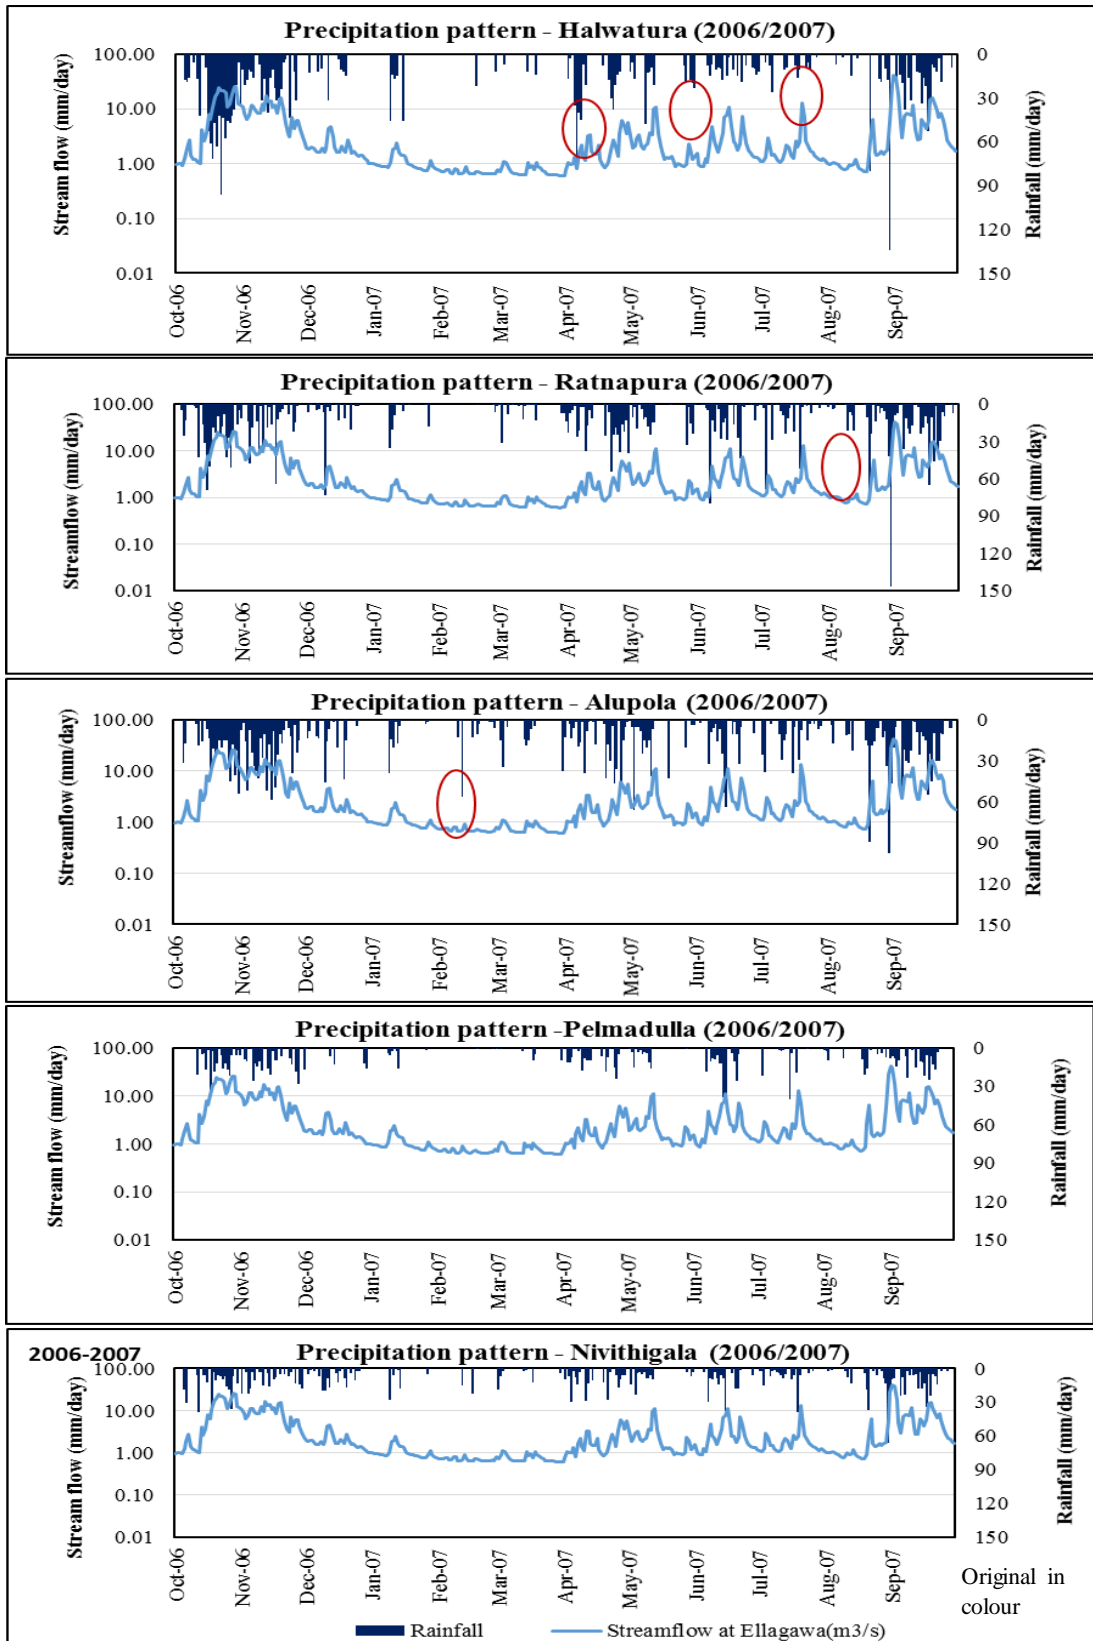 Precipitation pattern - Halwatura (2006/2007)
Stream flow (mm/day)
100.00
10.00
1.00
0.10
0.01
0
30
60
90
120
150
Rainfall (mm/day)
Oct-06 Nov-06 Dec-06 Jan-07 Feb-07 Mar-07 Apr-07 May-07 Jun-07 Jul-07 Aug-07 Sep-07
Precipitation pattern - Ratnapura (2006/2007)
Streamflow (mm/day)
100.00
10.00
1.00
0.10
0.01
0
30
60
90
120
150
Rainfall (mm/day)
Oct-06 Nov-06 Dec-06 Jan-07 Feb-07 Mar-07 Apr-07 May-07 Jun-07 Jul-07 Aug-07 Sep-07
Precipitation pattern - Alupola (2006/2007)
Streamflow (mm/day)
100.00
10.00
1.00
0.10
0.01
0
30
60
90
120
150
Rainfall (mm/day)
Oct-06 Nov-06 Dec-06 Jan-07 Feb-07 Mar-07 Apr-07 May-07 Jun-07 Jul-07 Aug-07 Sep-07
Precipitation pattern -Pelmadulla (2006/2007)
Stream flow (mm/day)
100.00
10.00
1.00
0.10
0.01
0
30
60
90
120
150
Rainfall (mm/day)
Oct-06 Nov-06 Dec-06 Jan-07 Feb-07 Mar-07 Apr-07 May-07 Jun-07 Jul-07 Aug-07 Sep-07
2006-2007
Precipitation pattern - Nivithigala (2006/2007)
Stream flow (mm/day)
100.00
10.00
1.00
0.10
0.01
0
30
60
90
120
150
Rainfall (mm/day)
Oct-06 Nov-06 Dec-06 Jan-07 Feb-07 Mar-07 Apr-07 May-07 Jun-07 Jul-07 Aug-07 Sep-07
Original in
colour
Rainfall
Streamflow at Ellagawa(m3/s)